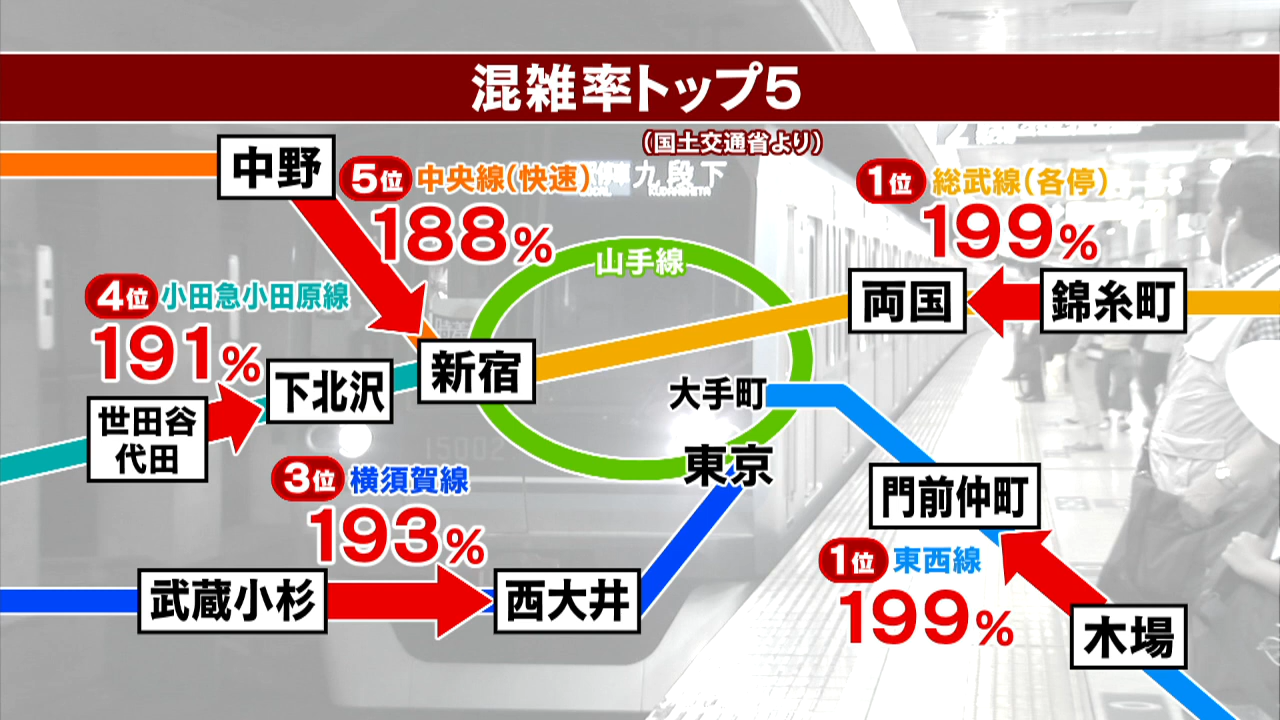 混雑率トップ5
(国土交通省より)
中野
5位 中央線(快速)
188%
九段下
KUDANSHITA
1位 総武線(各停)
199%
山手線
両国
錦糸町
4位 小田急小田原線
191%
世田谷
代田
下北沢
新宿
大手町
東京
15002
3位 横須賀線
193%
武蔵小杉
西大井
門前仲町
1位 東西線
199%
木場